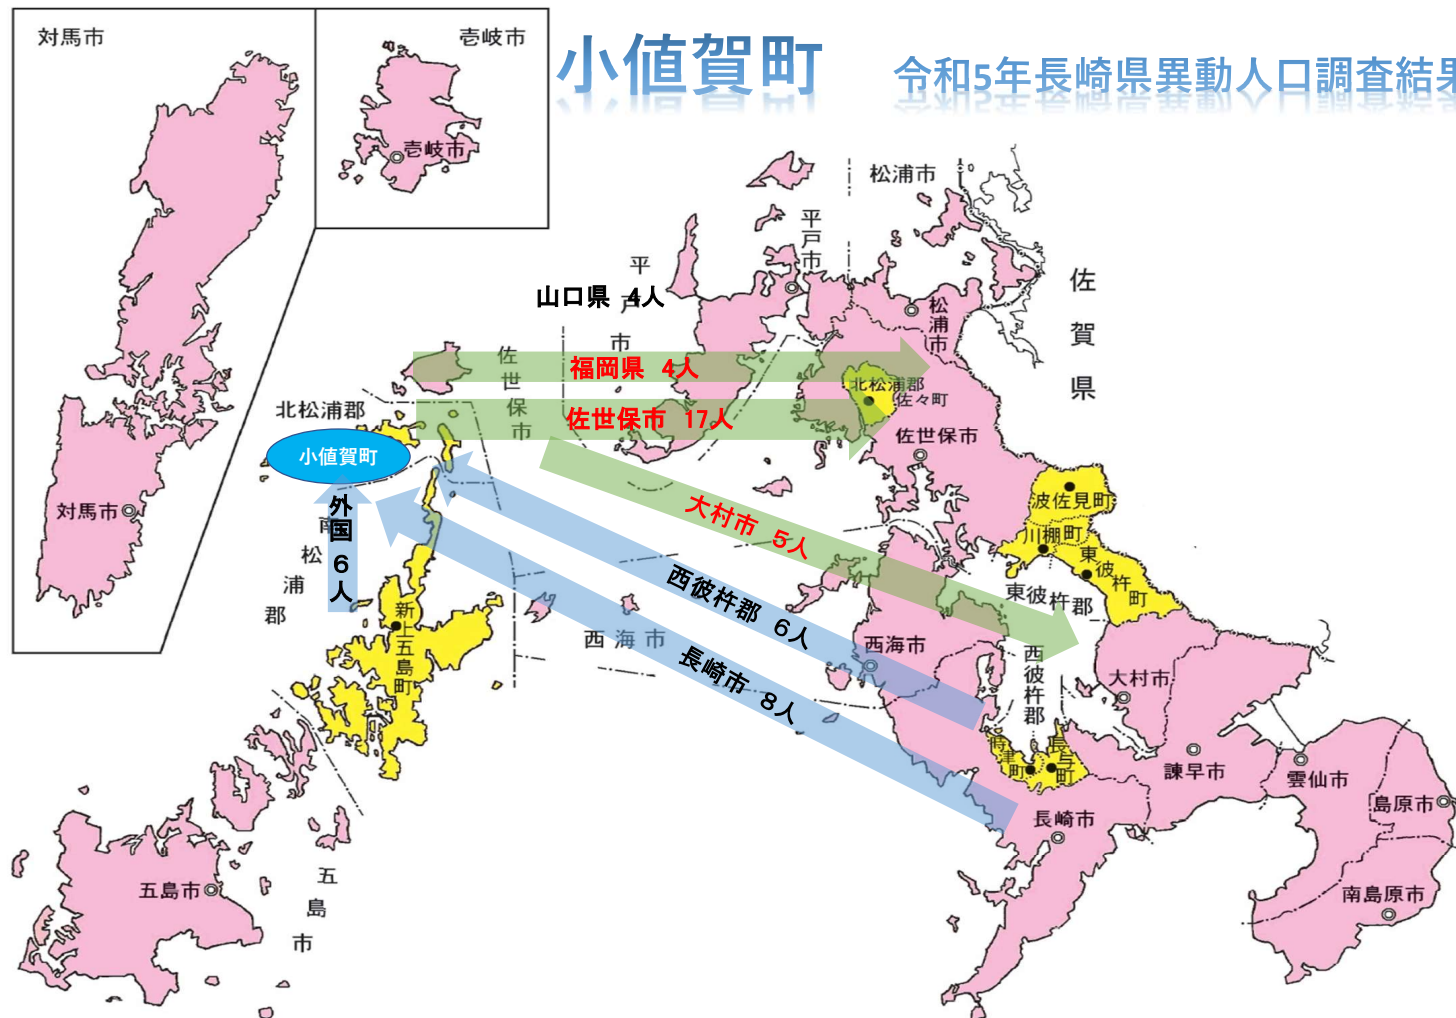 対馬市
壱岐市
小値賀町
令和5年長崎県異動人口調査結果
壱岐市
松浦市
平戸市
平戸市
佐賀県
山口県 4人
松浦市
佐世保市
福岡県 4人
北松浦郡
佐々町
北松浦郡
佐世保市 17人
佐世保市
小値賀町
波佐見町
対馬市
外国 6人
南松浦郡
大村市 5人
川棚町
東彼杵町
東彼杵郡
西彼杵郡 6人
新上五島町
西海市
西海市
西彼杵郡
大村市
長崎市 8人
時津町
長与町
諫早市
雲仙市
島原市
長崎市
五島市
五島市
南島原市